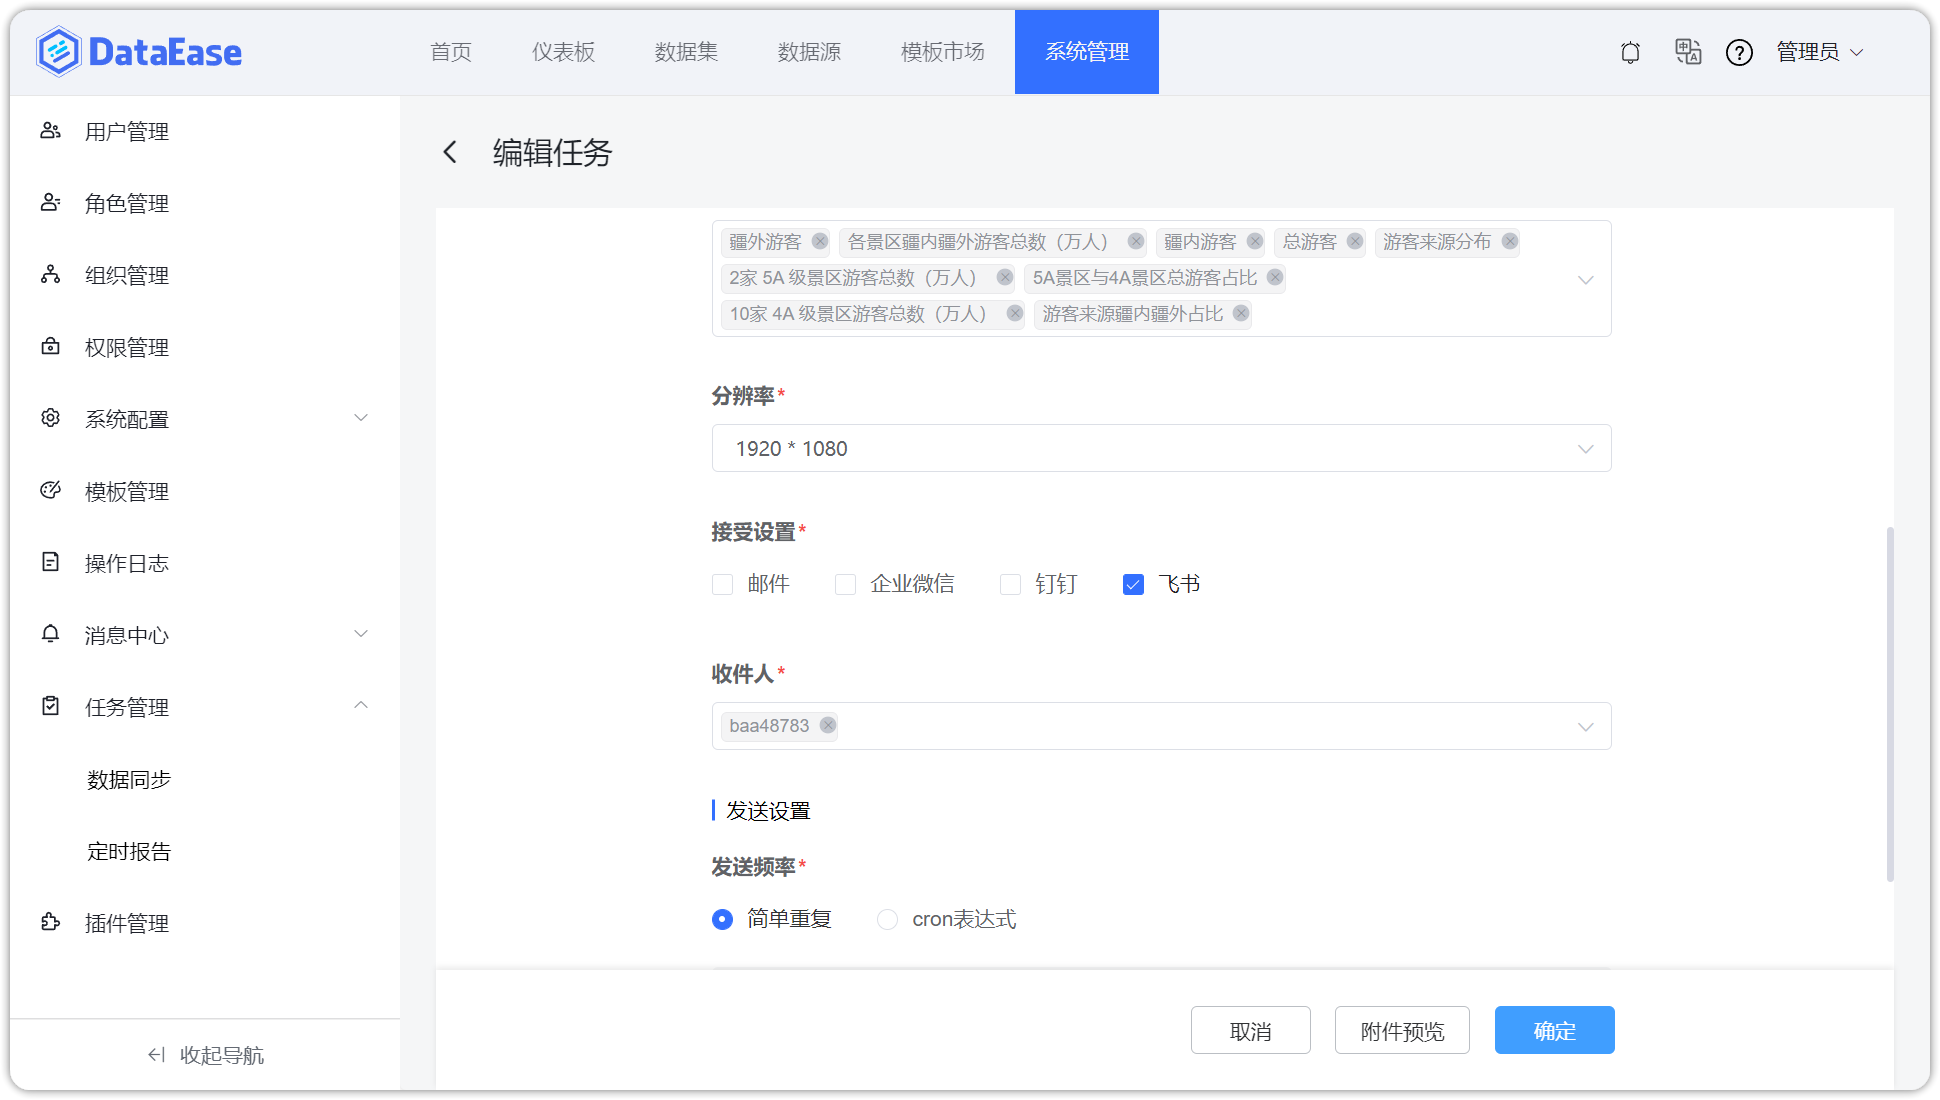 DataEase 首页 仪表板 数据集 数据源 模板市场 系统管理 管理员
用户管理
角色管理
组织管理
权限管理
系统配置
模板管理
操作日志
消息中心
任务管理
数据同步
定时报告
插件管理
收起导航
编辑任务
疆外游客 各景区疆内疆外游客总数（万人） 疆内游客 总游客 游客来源分布
2家 5A 级景区游客总数（万人） 5A景区与4A景区总游客占比
10家 4A 级景区游客总数（万人） 游客来源疆内疆外占比
分辨率*
1920 * 1080
接受设置*
邮件 企业微信 钉钉 飞书
收件人*
baa48783
发送设置
发送频率*
简单重复 cron表达式
取消 附件预览 确定